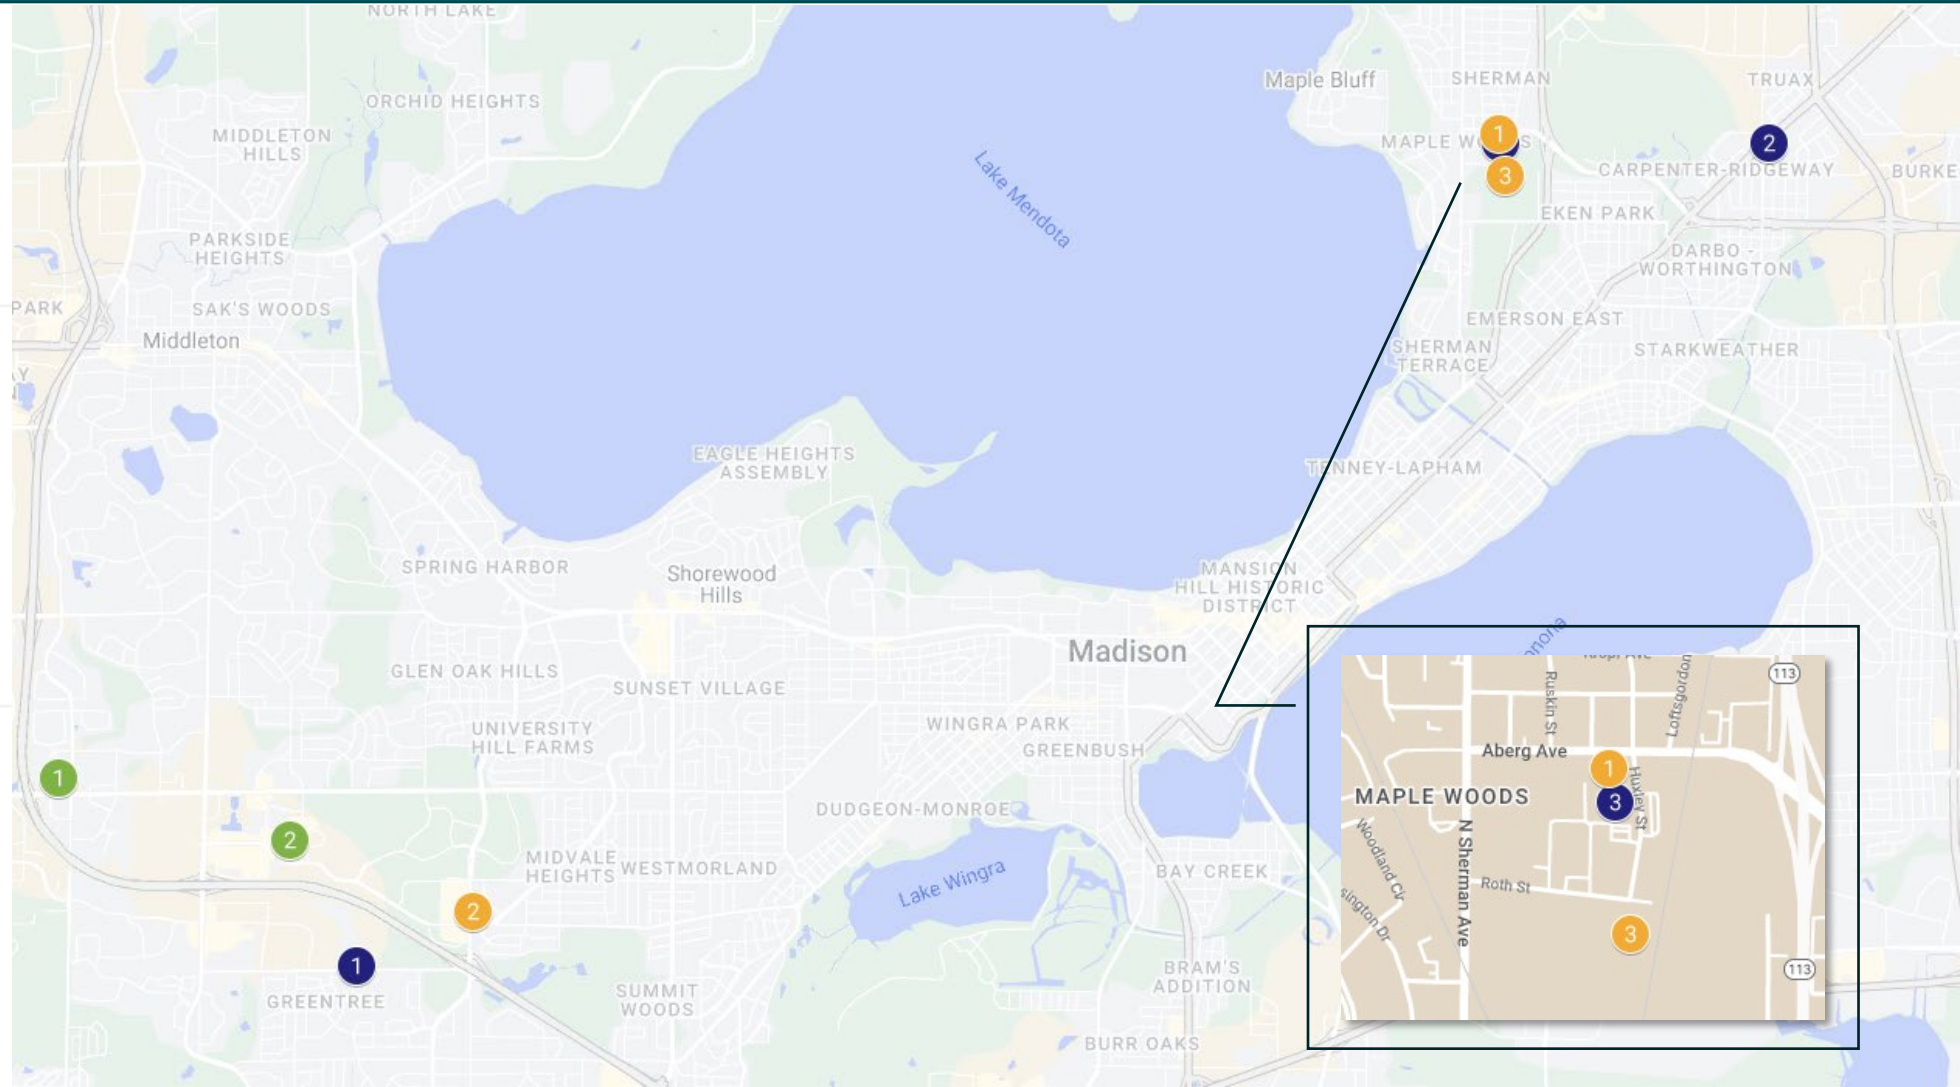 NORTH LAKE
Maple Bluff
SHERMAN
TRUAX
ORCHID HEIGHTS
MIDDLETON
HILLS
1
MAPLE
2
3
CARPENTER-RIDGEWAY
BURKE
Lake Mendota
EKEN PARK
PARKSIDE
HEIGHTS
DARBO -
WORTHINGTON
PARK
SAK'S WOODS
Middleton
EMERSON EAST
SHERMAN
TERRACE
STARKWEATHER
EAGLE HEIGHTS
ASSEMBLY
TENNEY-LAPHAM
SPRING HARBOR
Shorewood
Hills
MANSION
HILL HISTORIC
DISTRICT
Madison
GLEN OAK HILLS
SUNSET VILLAGE
UNIVERSITY
HILL FARMS
WINGRA PARK
GREENBUSH
1
2
DUDGEON-MONROE
MIDVALE
HEIGHTS
WESTMORLAND
Lake Wingra
BAY CREEK
2
1
GREENTREE
SUMMIT
WOODS
BRAM'S
ADDITION
BURR OAKS
113
Ruskin St
Loftsgordon
Aberg Ave
1
Huxley St
MAPLE WOODS
3
N Sherman Ave
Woodland Cir
Roth St
sington Dr
3
113